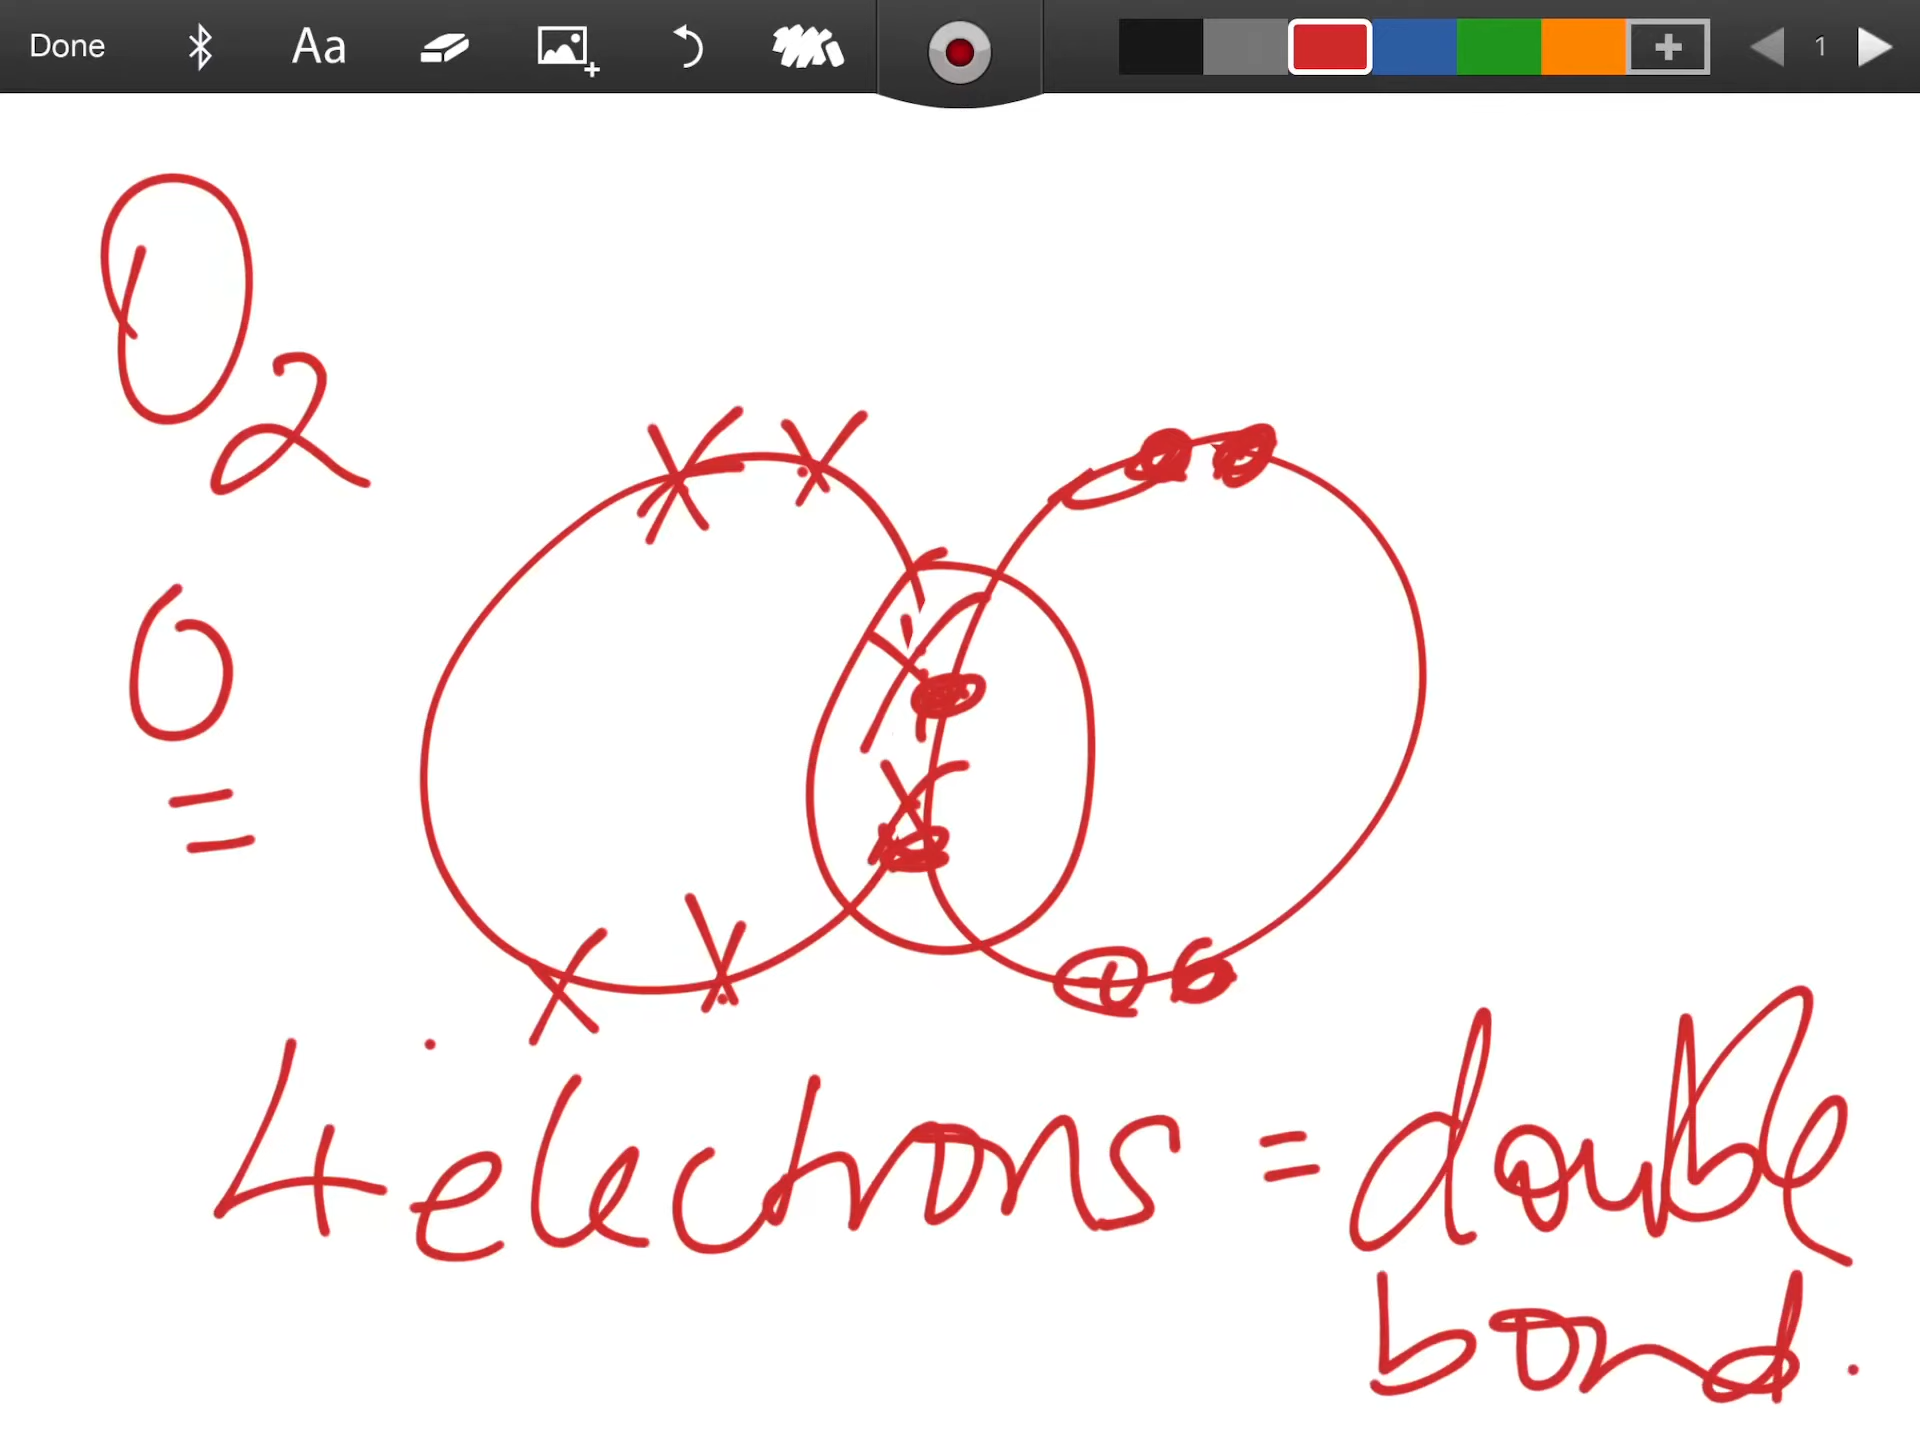 Done Aa 1
O2
O
=
4 electrons = double
bond.